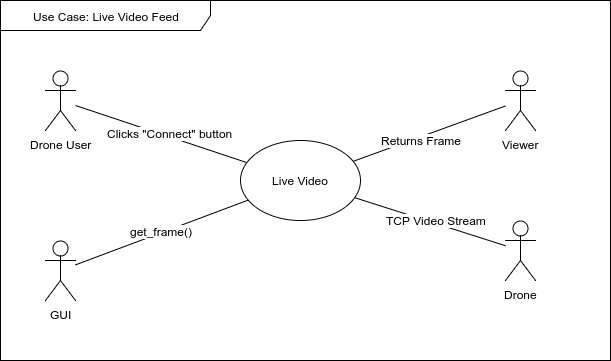 Use Case: Live Video Feed
Drone User
Clicks "Connect" button
Returns Frame
Viewer
Live Video
get_frame()
TCP Video Stream
GUI
Drone